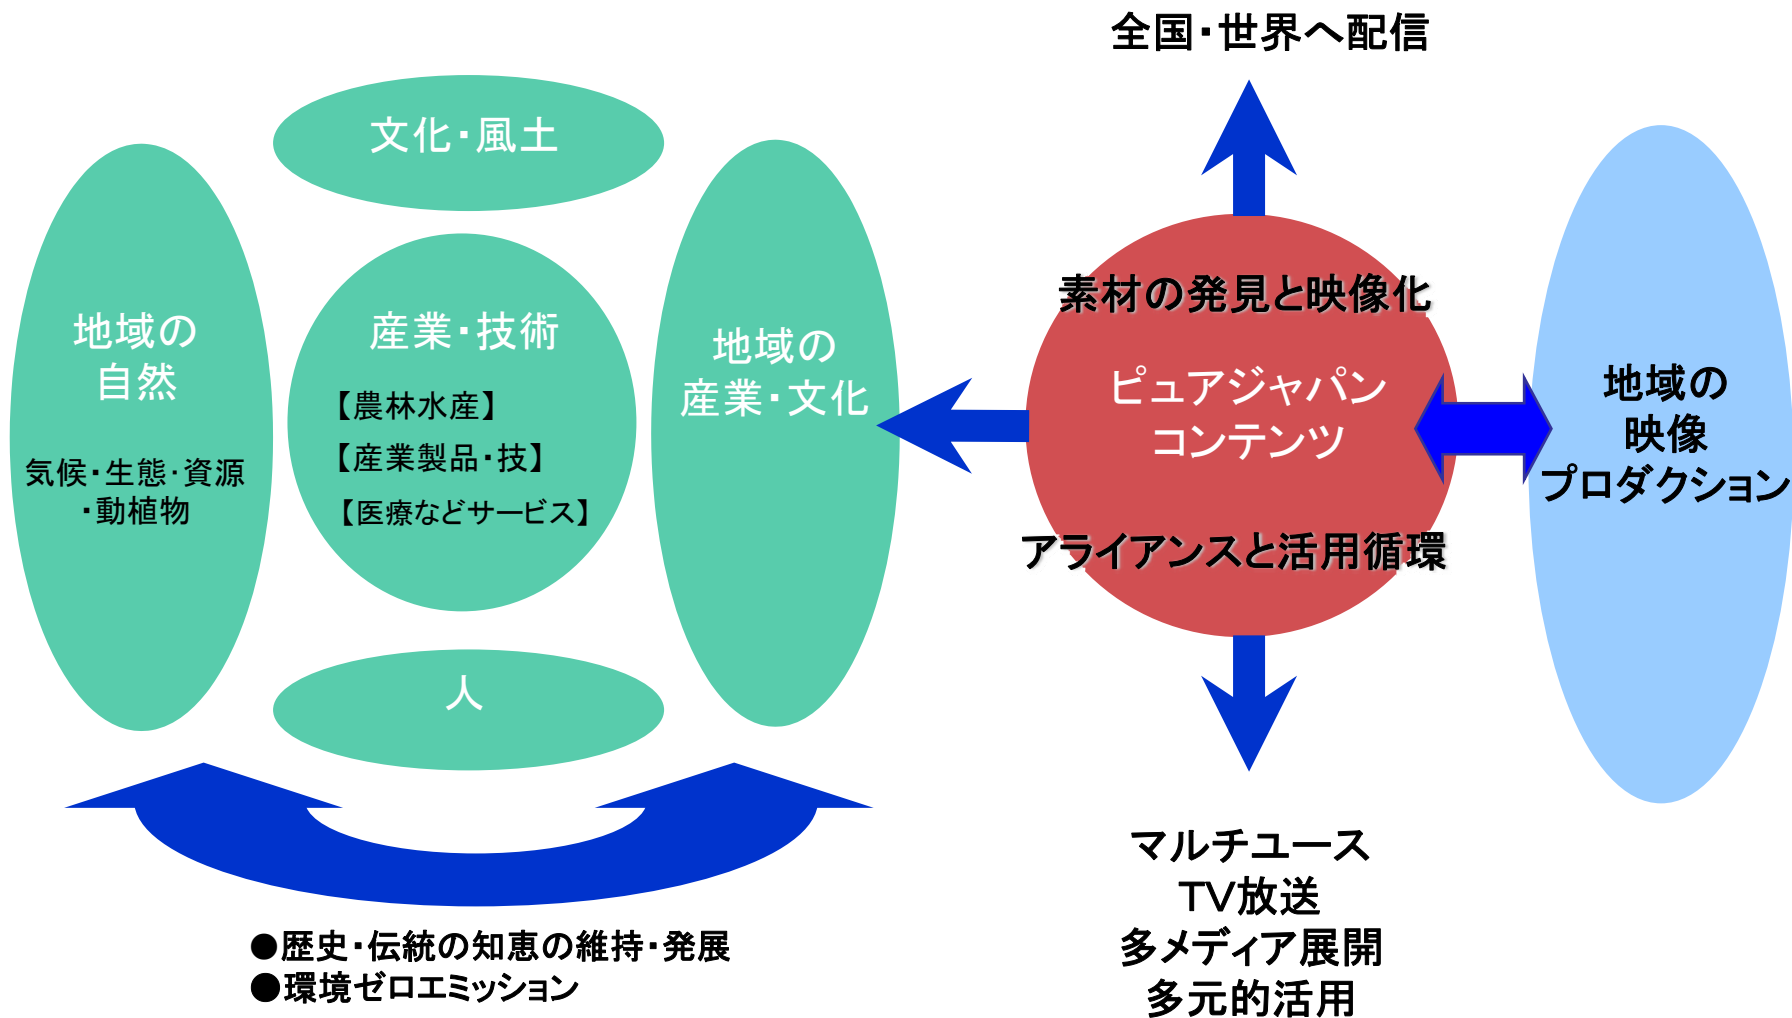 全国・世界へ配信
文化・風土
地域の
自然
気候・生態・資源
・動植物
産業・技術
【農林水産】
【産業製品・技】
【医療などサービス】
地域の
産業・文化
人
●歴史・伝統の知恵の維持・発展
●環境ゼロエミッション
素材の発見と映像化
ピュアジャパン
コンテンツ
アライアンスと活用循環
地域の
映像
プロダクション
マルチユース
TV放送
多メディア展開
多元的活用